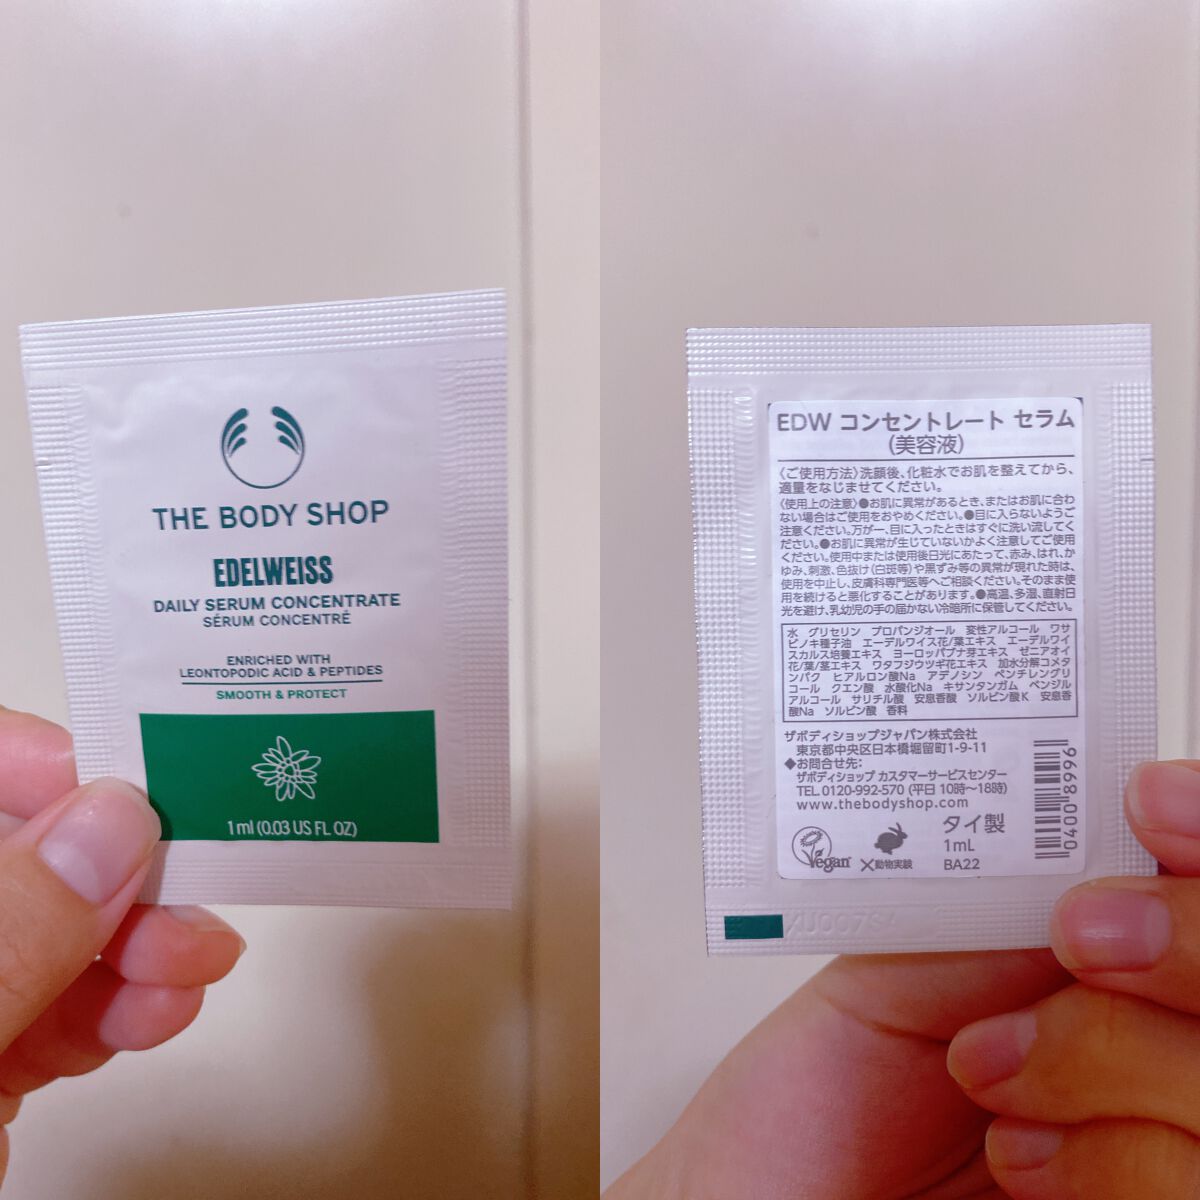 THE BODY SHOP
EDELWEISS
DAILY SERUM CONCENTRATE
SÉRUM CONCENTRÉ
ENRICHED WITH
LEONTOPODIC ACID & PEPTIDES
SMOOTH & PROTECT
1 ml (0.03 US FL OZ)
EDW コンセントレート セラム
(美容液)
〈ご使用方法〉洗顔後、化粧水でお肌を整えてから、
適量をなじませてください。
〈使用上の注意〉●お肌に異常があるとき、またはお肌に合わ
ない場合はご使用をおやめください。●目に入らないようご
注意ください。万が一、目に入ったときはすぐに洗い流してく
ださい。●お肌に異常が生じていないかよく注意してご使用
ください。使用中または使用後日光にあたって、赤み、はれ、か
ゆみ、刺激、色抜け(白斑等)や黒ずみ等の異常が現れた時は、
使用を中止し、皮膚科専門医等へご相談ください。そのまま使
用を続けると悪化することがあります。●高温、多湿、直射日
光を避け、乳幼児の手の届かない冷暗所に保管してください。
水 グリセリン プロパンジオール 変性アルコール ワサ
ビノキ種子油 エーデルワイス花/葉エキス エーデルワイ
スカルス培養エキス ヨーロッパブナ芽エキス ゼニアオイ
花/葉/茎エキス ワタフジウツギ花エキス 加水分解コメタ
ンパク ヒアルロン酸Na アデノシン ペンチレングリ
コール クエン酸 水酸化Na キサンタンガム ベンジル
アルコール サリチル酸 安息香酸 ソルビン酸K 安息香
酸Na ソルビン酸 香料
ザボディショップジャパン株式会社
東京都中央区日本橋堀留町1-9-11
◆お問合せ先:
ザボディショップ カスタマーサービスセンター
TEL 0120-992-570 (平日 10時〜18時)
www.thebodyshop.com
Vegan
×動物実験
タイ製
1mL
BA22
0400 8996